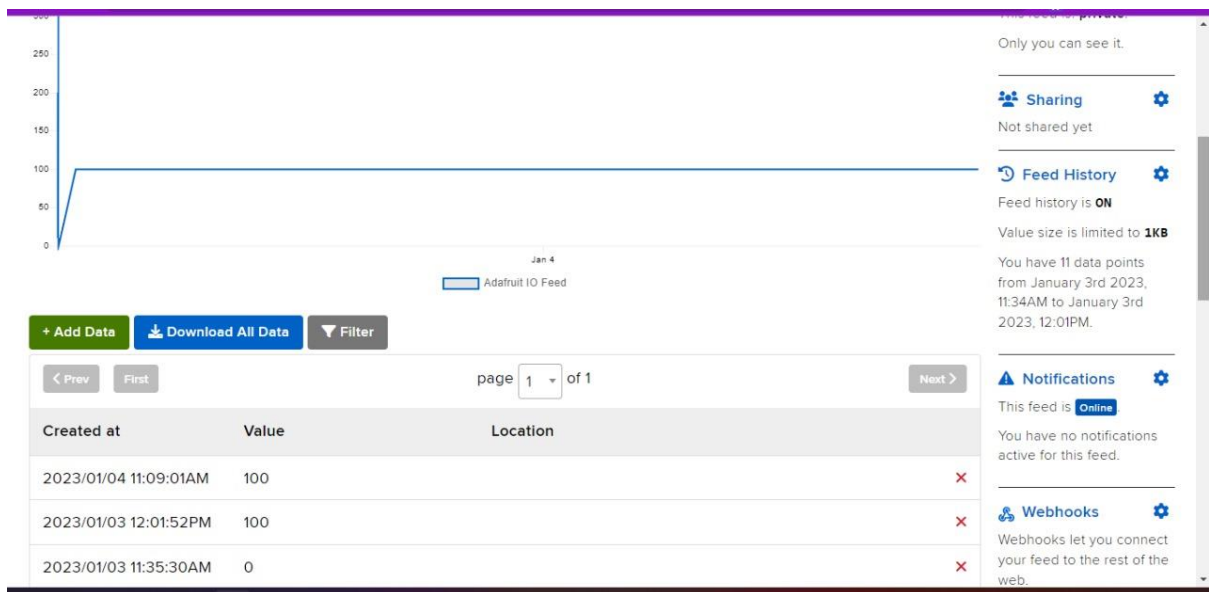 This feed is: private.
Only you can see it.
300
250
200
150
100
50
0
Jan 4
Adafruit IO Feed
Sharing
Not shared yet
Feed History
Feed history is ON
Value size is limited to 1KB
You have 11 data points
from January 3rd 2023,
11:34AM to January 3rd
2023, 12:01PM.
+ Add Data
Download All Data
Filter
Prev
First
page 1 of 1
Next
Created at Value Location
2023/01/04 11:09:01AM 100
2023/01/03 12:01:52PM 100
2023/01/03 11:35:30AM 0
Notifications
This feed is Online.
You have no notifications
active for this feed.
Webhooks
Webhooks let you connect
your feed to the rest of the
web.